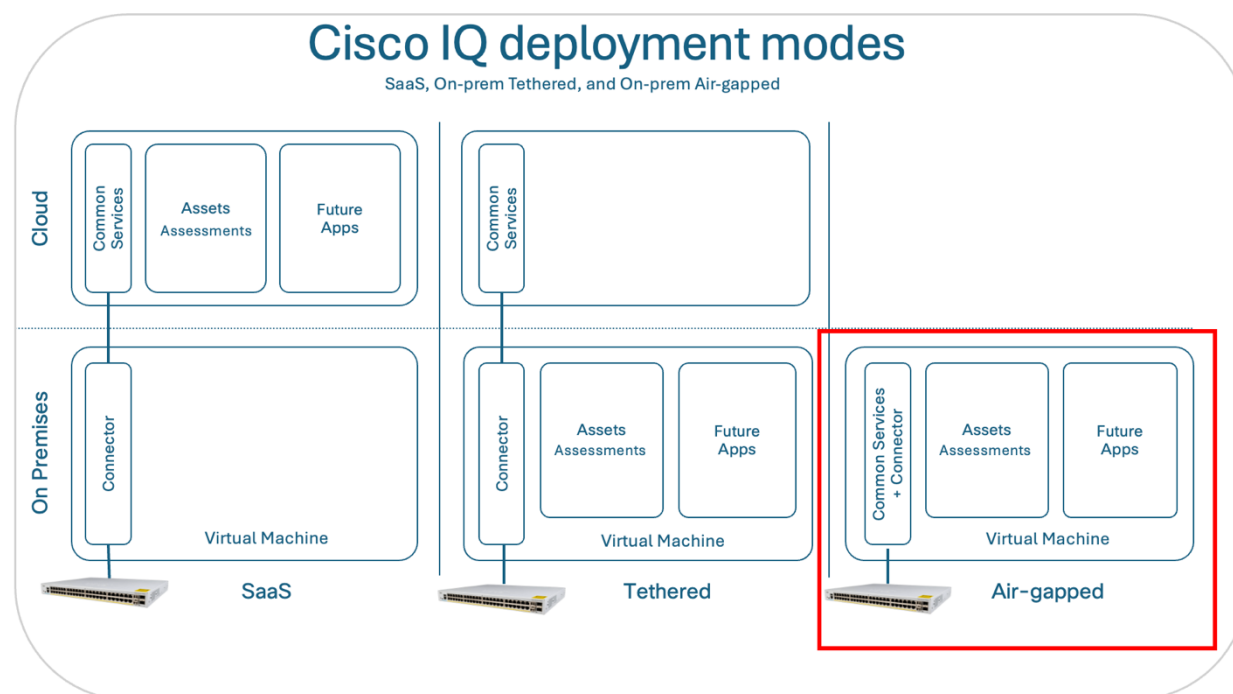 Cisco IQ deployment modes
SaaS, On-prem Tethered, and On-prem Air-gapped
Cloud
Common
Services
Assets
Assessments
Future
Apps
Common
Services
On Premises
Connector
Virtual Machine
SaaS
Connector
Assets
Assessments
Future
Apps
Virtual Machine
Tethered
Common Services
+ Connector
Assets
Assessments
Future
Apps
Virtual Machine
Air-gapped